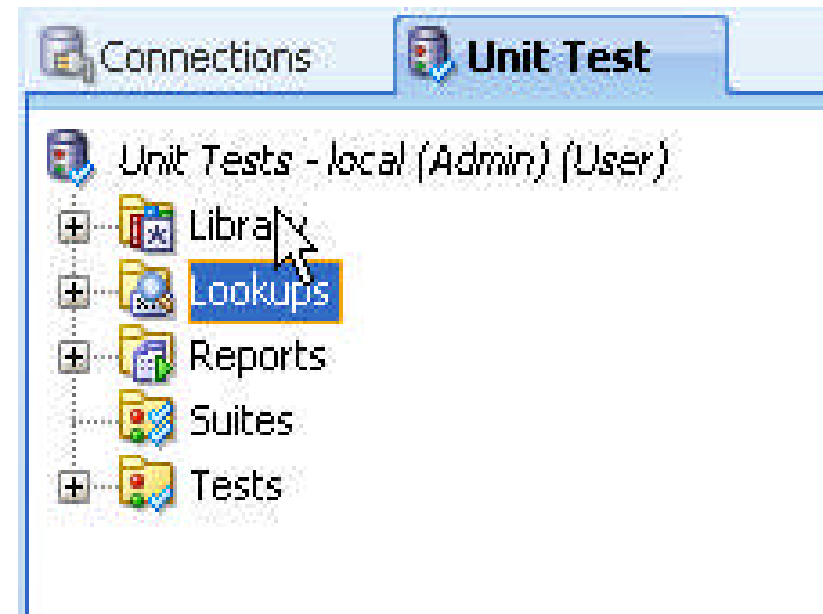 Connections Unit Test
Unit Tests - local (Admin) (User)
Library
Lookups
Reports
Suites
Tests